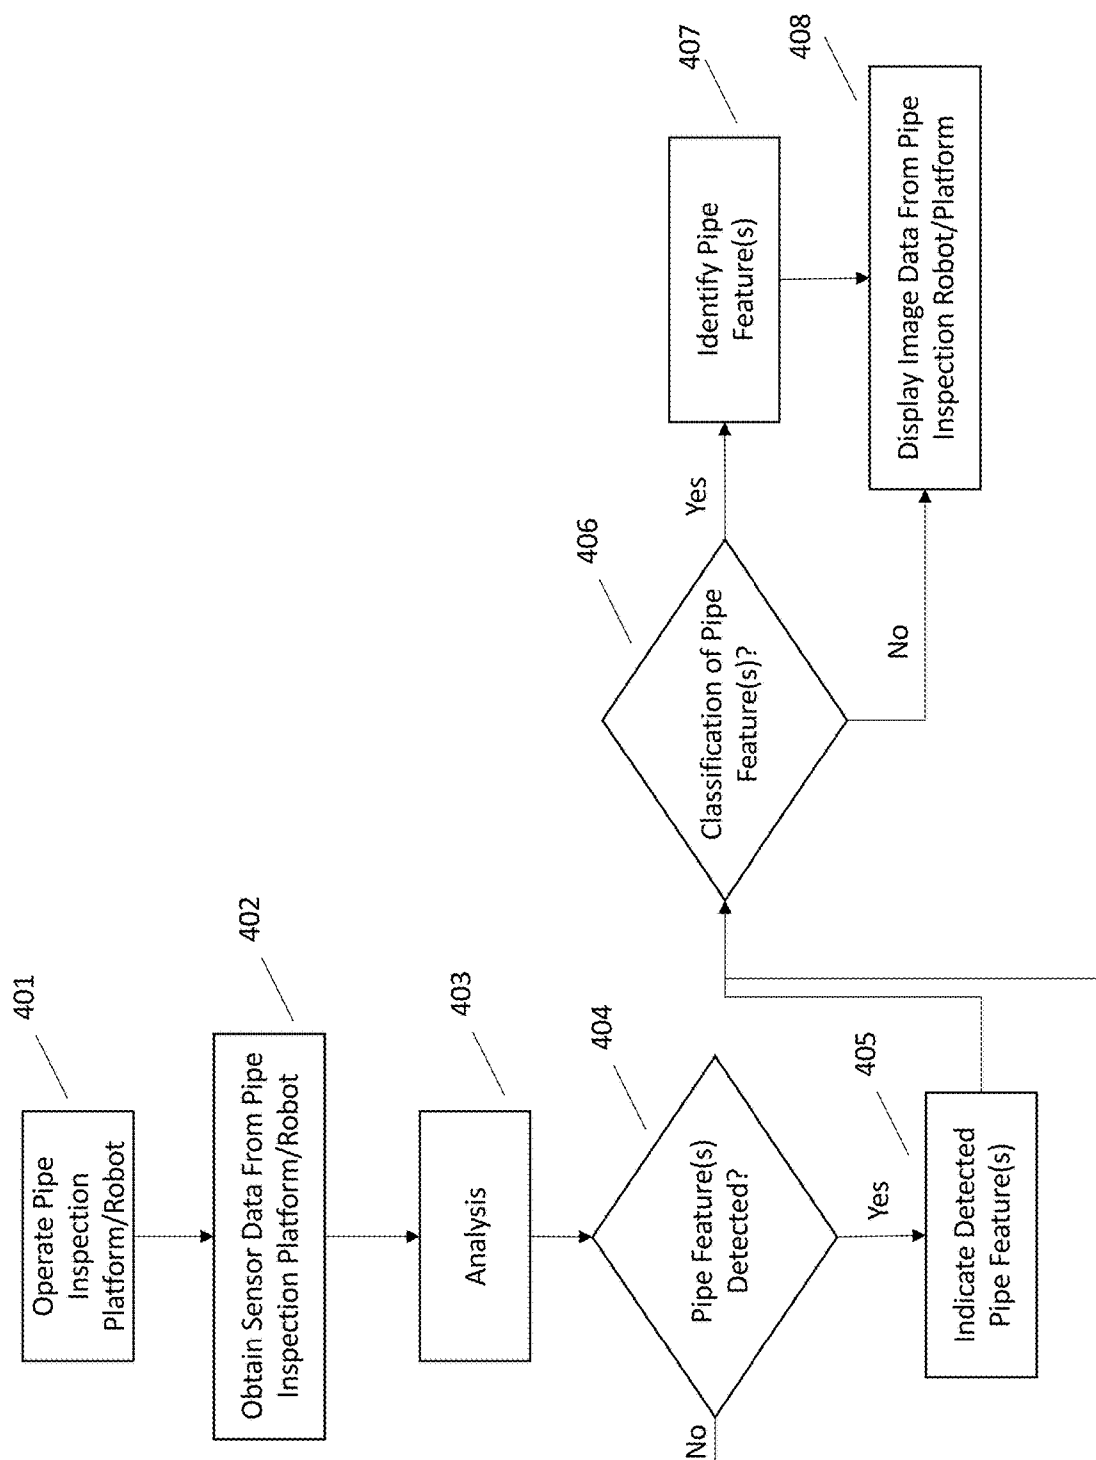 401
Operate Pipe
Inspection
Platform/Robot
402
Obtain Sensor Data From Pipe
Inspection Platform/Robot
403
Analysis
404
Pipe Feature(s)
Detected?
No
Yes
405
Indicate Detected
Pipe Feature(s)
406
Classification of Pipe
Feature(s)?
Yes
No
407
Identify Pipe
Feature(s)
408
Display Image Data From Pipe
Inspection Robot/Platform